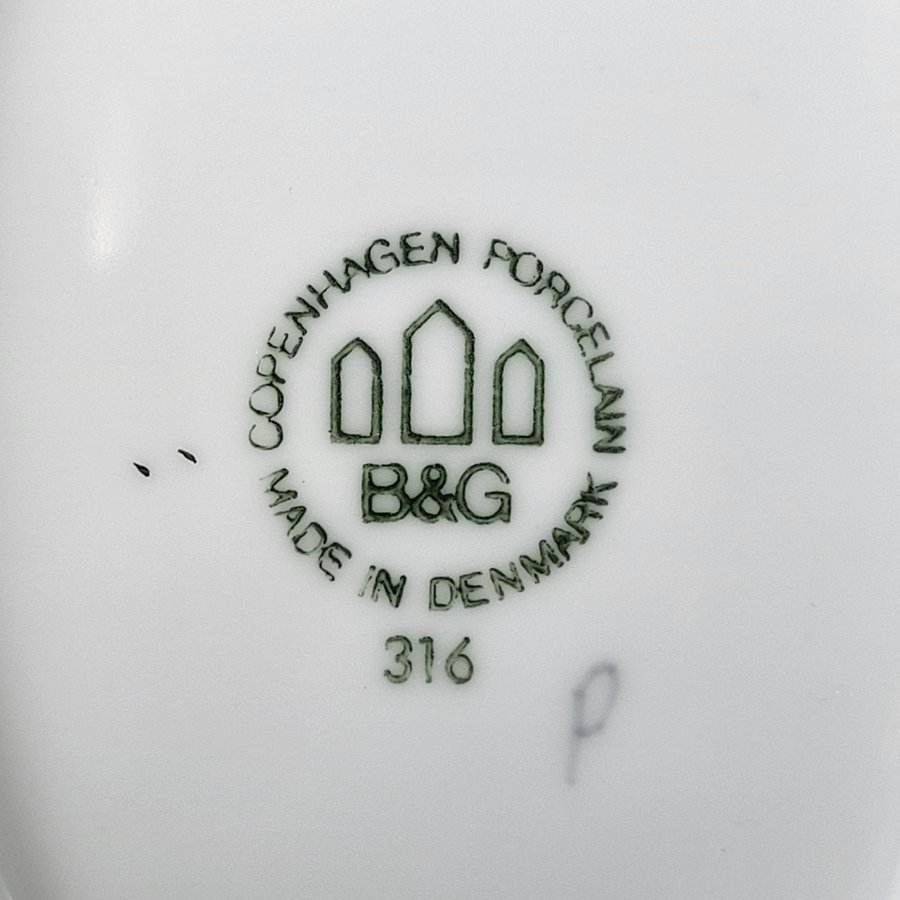 COPENHAGEN PORCELAIN
B&G
MADE IN DENMARK
316
P